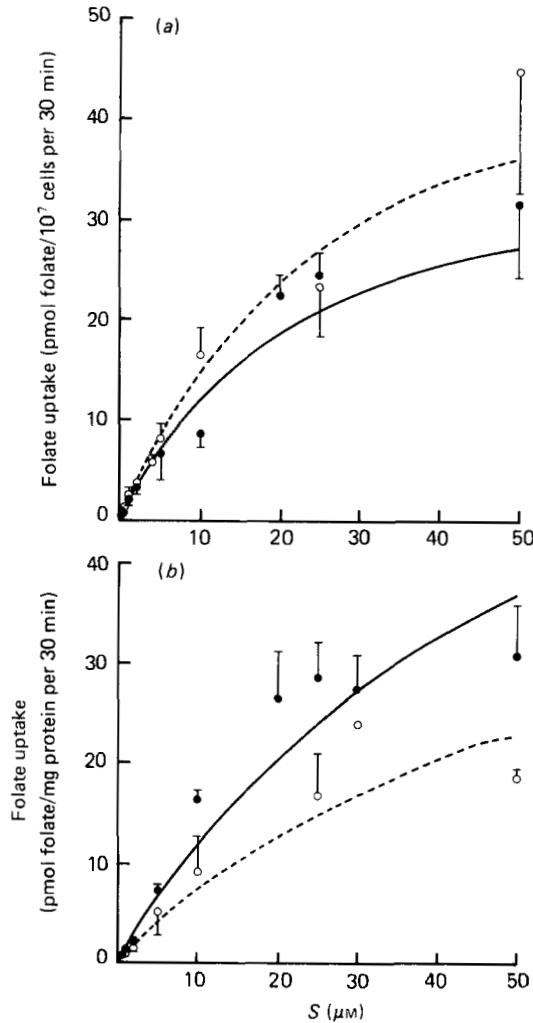 (a)
Folate uptake (pmol folate/10⁷ cells per 30 min)
50
40
30
20
10
0
10 20 30 40 50
(b)
Folate uptake
(pmol folate/mg protein per 30 min)
40
30
20
10
0
10 20 30 40 50
S (μM)